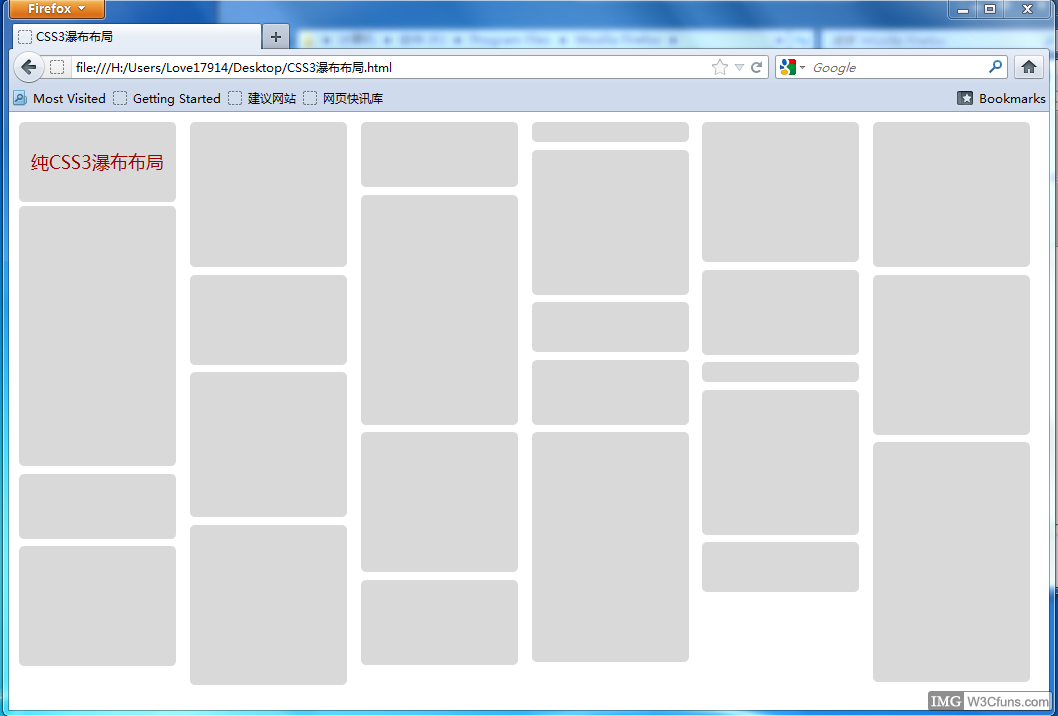 Firefox
CSS3瀑布布局
file:///H:/Users/Love17914/Desktop/CSS3瀑布布局.html
Google
Most Visited
Getting Started
建议网站
网页快讯库
Bookmarks
纯CSS3瀑布布局
IMG W3Cfuns.com